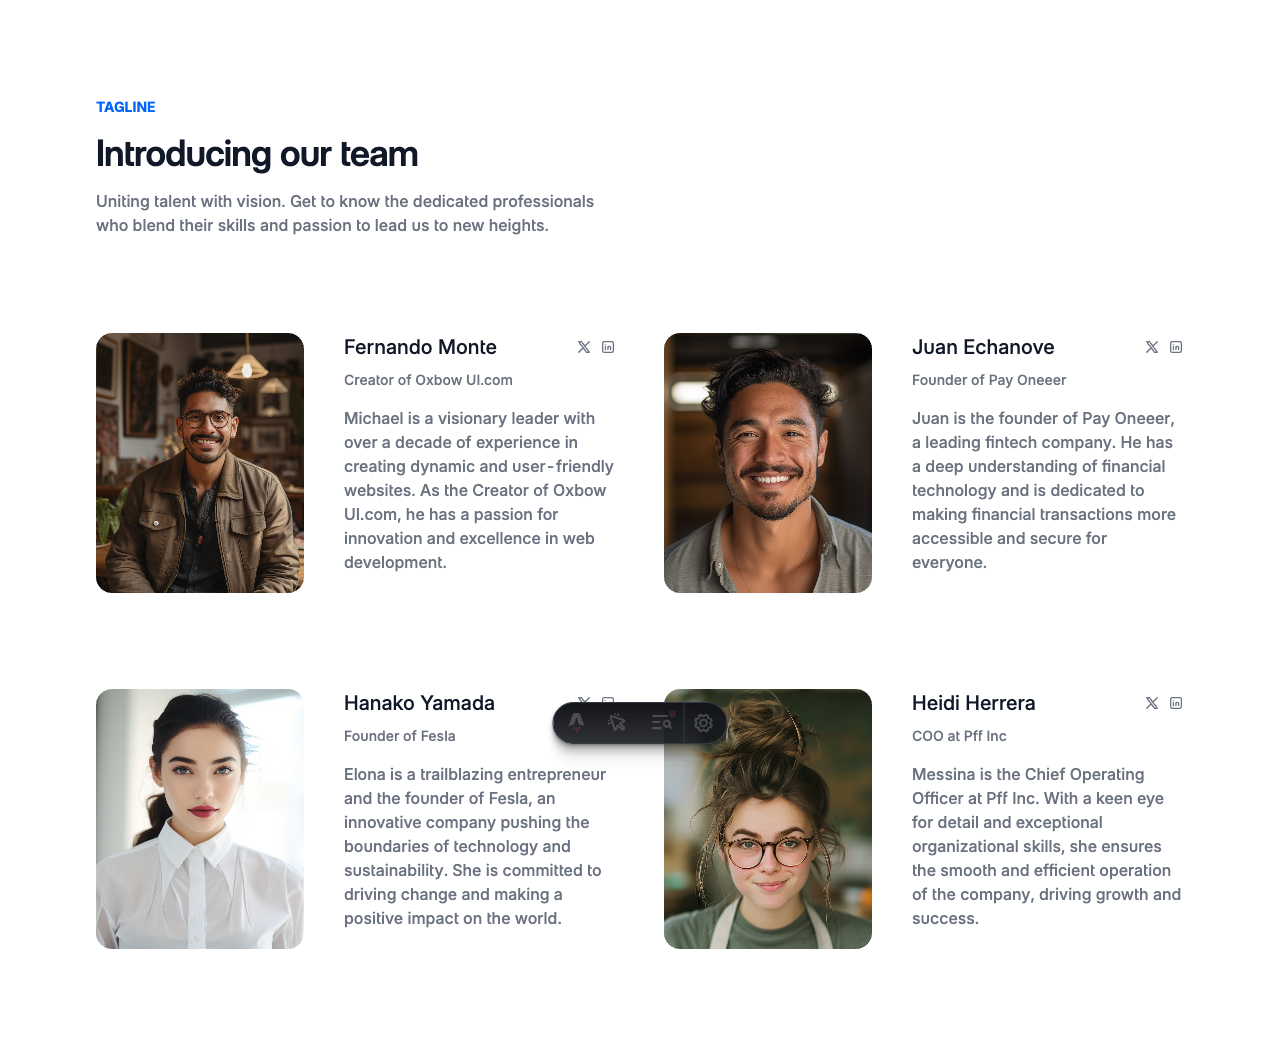 TAGLINE
Introducing our team
Uniting talent with vision. Get to know the dedicated professionals
who blend their skills and passion to lead us to new heights.
Fernando Monte
Creator of Oxbow UI.com
Michael is a visionary leader with
over a decade of experience in
creating dynamic and user-friendly
websites. As the Creator of Oxbow
UI.com, he has a passion for
innovation and excellence in web
development.
Juan Echanove
Founder of Pay Oneeer
Juan is the founder of Pay Oneeer,
a leading fintech company. He has
a deep understanding of financial
technology and is dedicated to
making financial transactions more
accessible and secure for
everyone.
Hanako Yamada
Founder of Fesla
Elona is a trailblazing entrepreneur
and the founder of Fesla, an
innovative company pushing the
boundaries of technology and
sustainability. She is committed to
driving change and making a
positive impact on the world.
Heidi Herrera
COO at Pff Inc
Messina is the Chief Operating
Officer at Pff Inc. With a keen eye
for detail and exceptional
organizational skills, she ensures
the smooth and efficient operation
of the company, driving growth and
success.